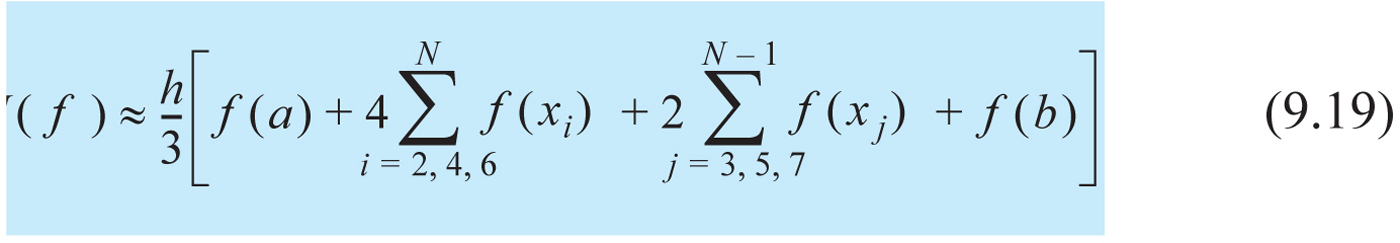 (f) ≈ h/3 [ f(a) + 4 ∑_{i = 2, 4, 6}^{N} f(x_i) + 2 ∑_{j = 3, 5, 7}^{N – 1} f(x_j) + f(b) ] (9.19)